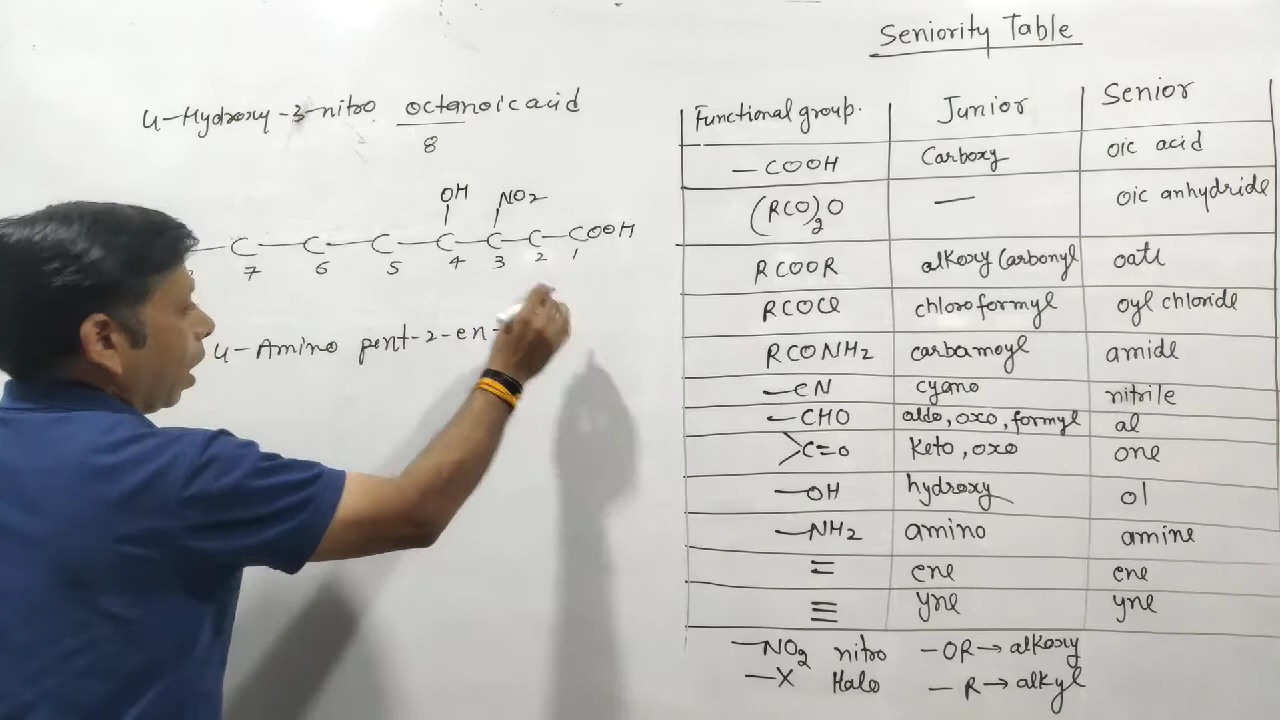 4-Hydroxy-3-nitro octanoic acid
8
OH NO2
C-C-C-C-C-C-COOH
7 6 5 4 3 2 1
4-Amino pent-2-en-
Seniority Table
Functional group. Junior Senior
-COOH Carboxy oic acid
(RCO)2O — oic anhydride
RCOOR alkoxy Carbonyl oate
RCOCl chloroformyl oyl chloride
RCONH2 carbamoyl amide
-CN cyano nitrile
-CHO aldo, oxo, formyl al
>C=O Keto, oxo one
-OH hydroxy ol
-NH2 amino amine
= ene ene
≡ yne yne
-NO2 nitro -OR→alkoxy
-X Halo -R→alkyl